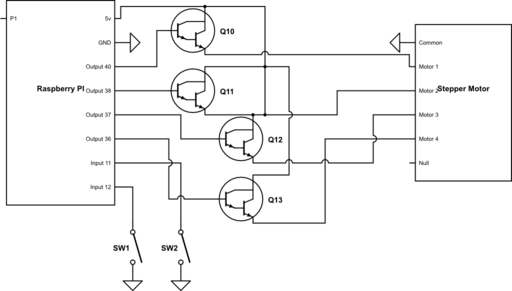 P1
5v
GND
Output 40
Raspberry PI
Output 38
Output 37
Output 36
Input 11
Input 12
Q10
Q11
Q12
Q13
SW1
SW2
Common
Motor 1
Motor 2
Stepper Motor
Motor 3
Motor 4
Null